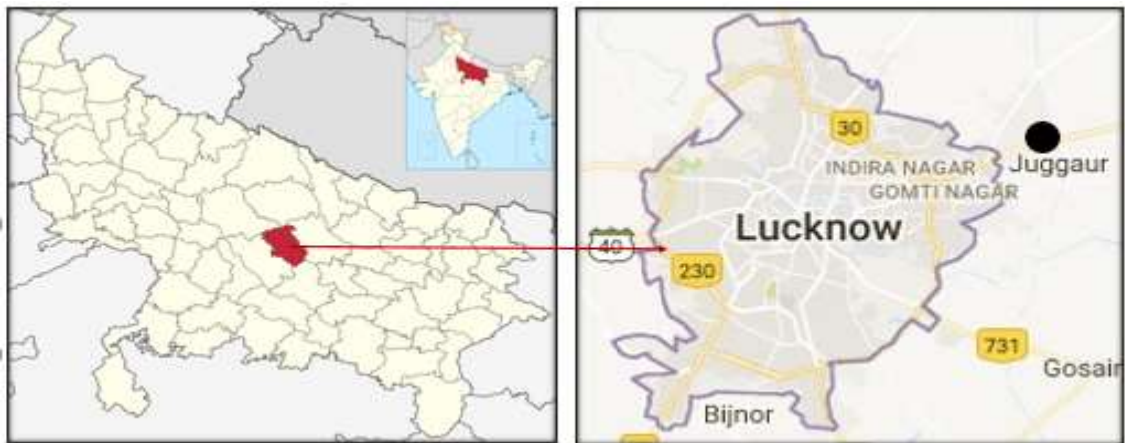 30
INDIRA NAGAR
Juggaur
GOMTI NAGAR
Lucknow
40
230
731
Gosain
Bijnor